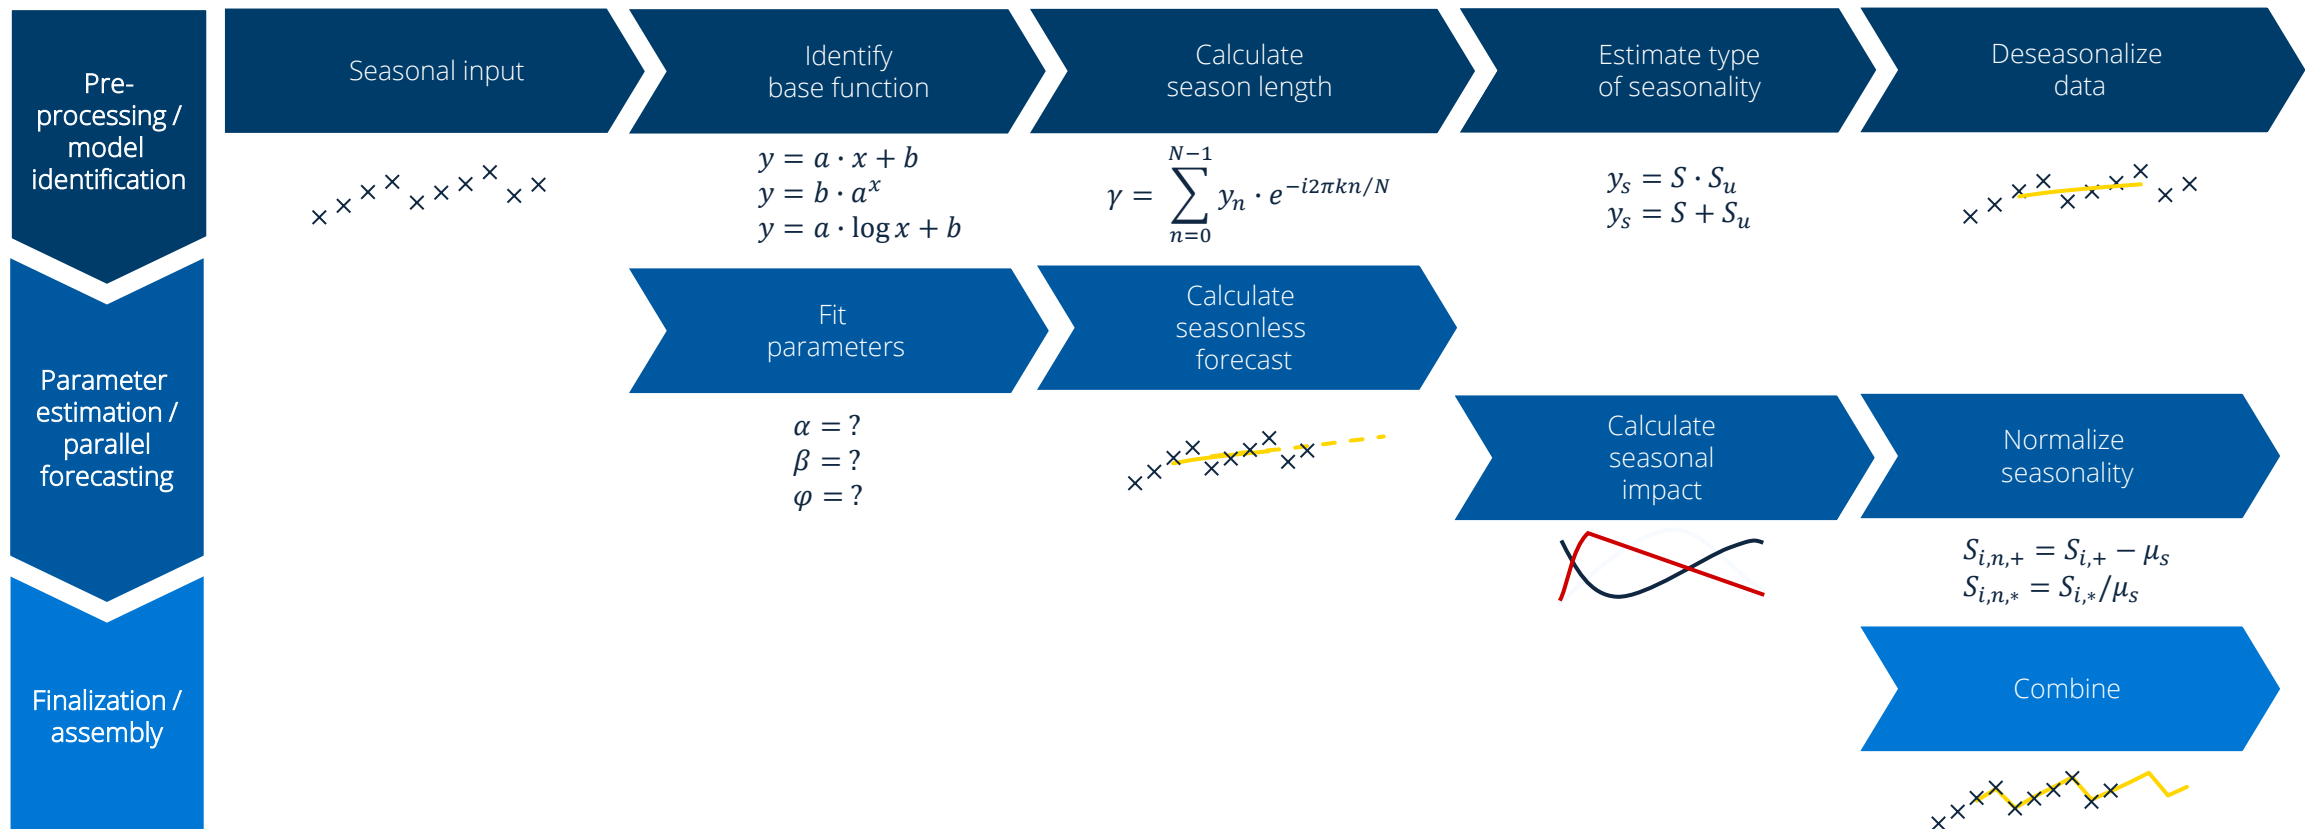 Pre-
processing /
model
identification
Seasonal input
Identify
base function
Calculate
season length
Estimate type
of seasonality
Deseasonalize
data
y = a · x + b
y = b · a^x
y = a · log x + b
γ = ∑_{n=0}^{N−1} y_n · e^{−i2πkn/N}
y_s = S · S_u
y_s = S + S_u
Parameter
estimation /
parallel
forecasting
Fit
parameters
Calculate
seasonless
forecast
α = ?
β = ?
φ = ?
Calculate
seasonal
impact
Normalize
seasonality
S_{i,n,+} = S_{i,+} − μ_s
S_{i,n,*} = S_{i,*}/μ_s
Finalization /
assembly
Combine